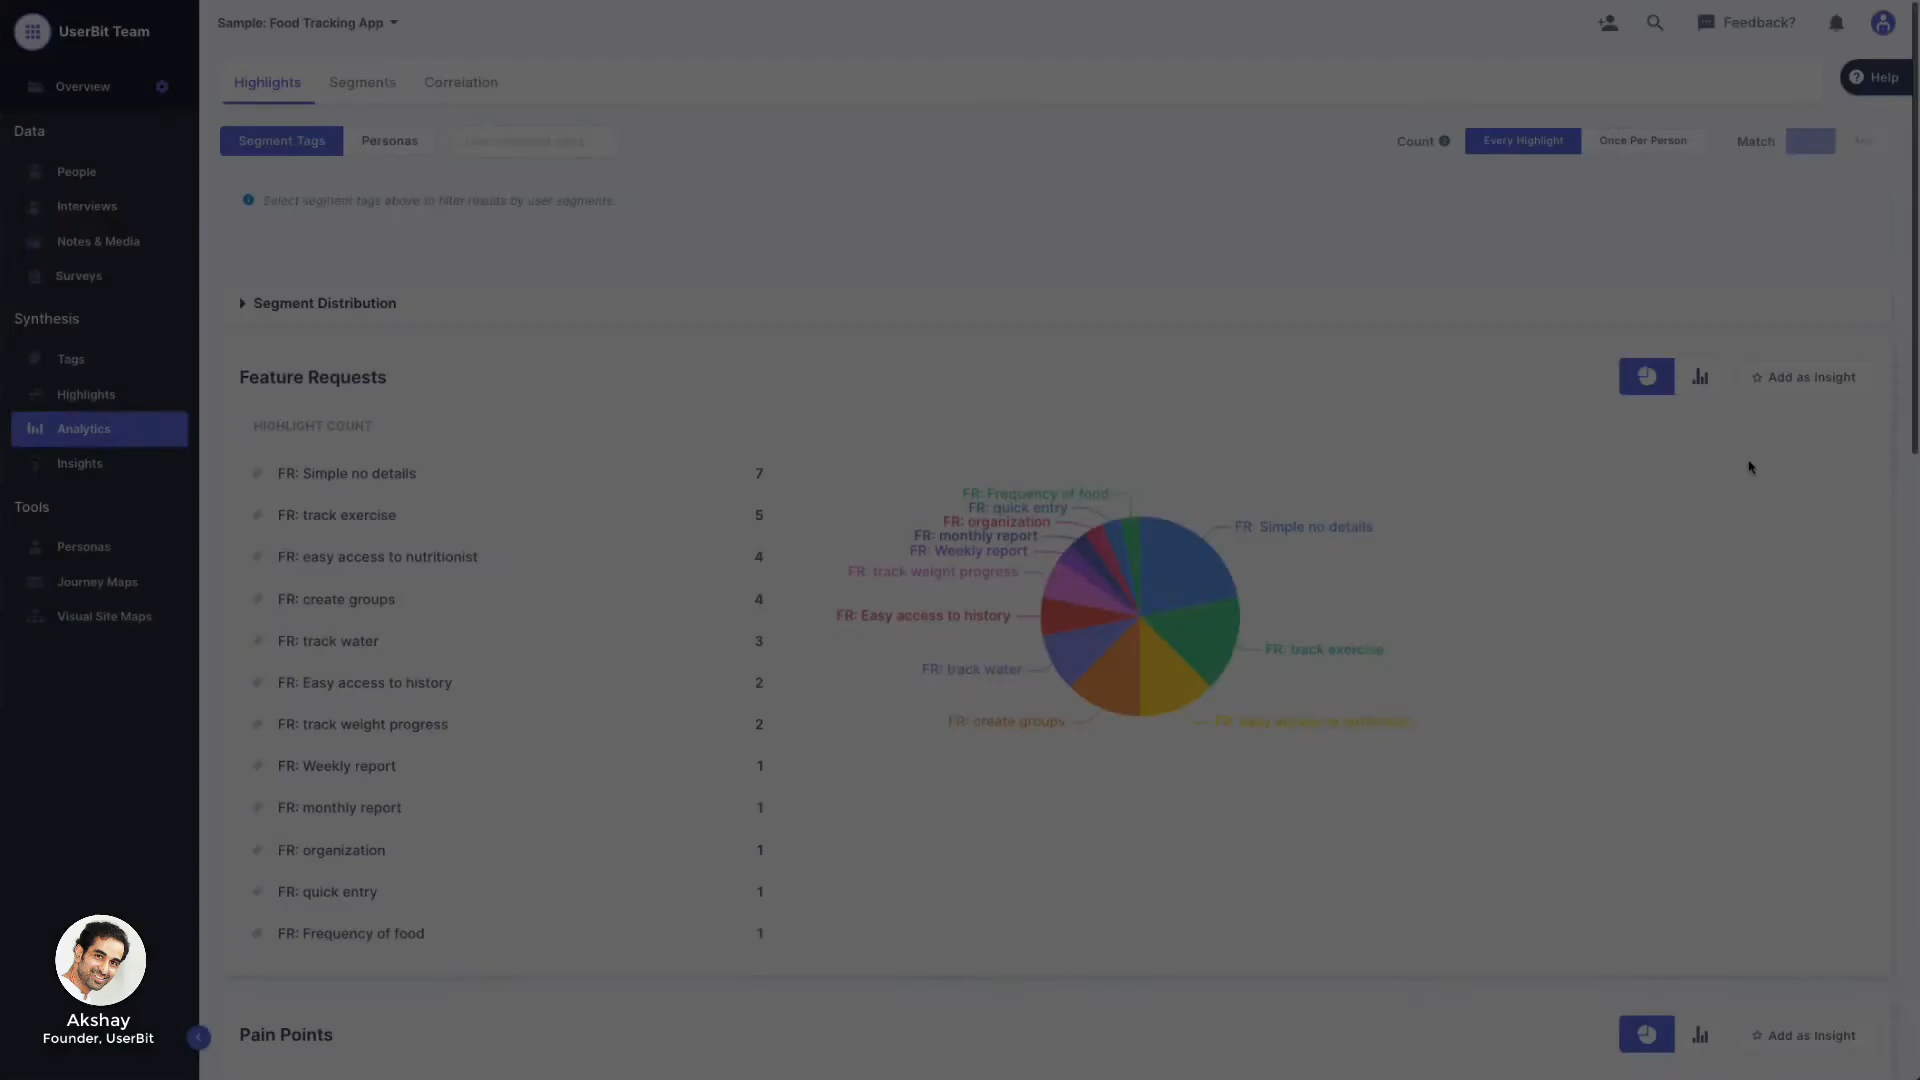 UserBit Team
Sample: Food Tracking App
Feedback?
Help
Overview
Data
People
Interviews
Notes & Media
Surveys
Synthesis
Tags
Highlights
Analytics
Insights
Tools
Personas
Journey Maps
Visual Site Maps
Akshay
Founder, UserBit
Highlights Segments Correlation
Segment Tags Personas
Count Every Highlight Once Per Person Match
Select segment tags above to filter results by user segments.
Segment Distribution
Feature Requests
Add as Insight
HIGHLIGHT COUNT
FR: Simple no details 7
FR: track exercise 5
FR: easy access to nutritionist 4
FR: create groups 4
FR: track water 3
FR: Easy access to history 2
FR: track weight progress 2
FR: Weekly report 1
FR: monthly report 1
FR: organization 1
FR: quick entry 1
FR: Frequency of food 1
FR: Frequency of food
FR: quick entry
FR: organization
FR: monthly report
FR: Weekly report
FR: track weight progress
FR: Easy access to history
FR: track water
FR: create groups
FR: Simple no details
FR: track exercise
FR: easy access to nutritionist
Pain Points
Add as Insight